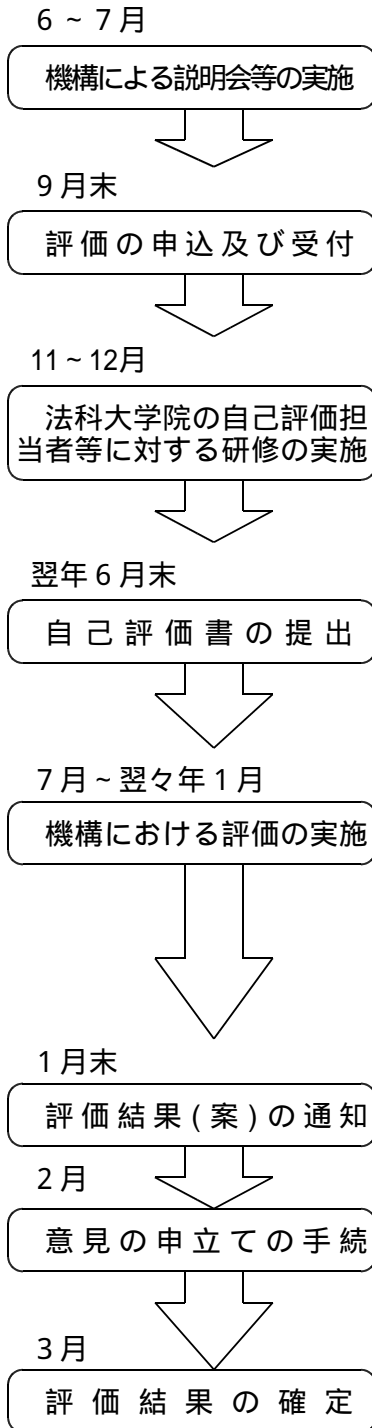 6 ~ 7月
機構による説明会等の実施
9月末
評価の申込及び受付
11 ~ 12月
法科大学院の自己評価担
当者等に対する研修の実施
翌年6月末
自己評価書の提出
7月 ~ 翌々年1月
機構における評価の実施
1月末
評価結果(案)の通知
2月
意見の申立ての手続
3月
評価結果の確定